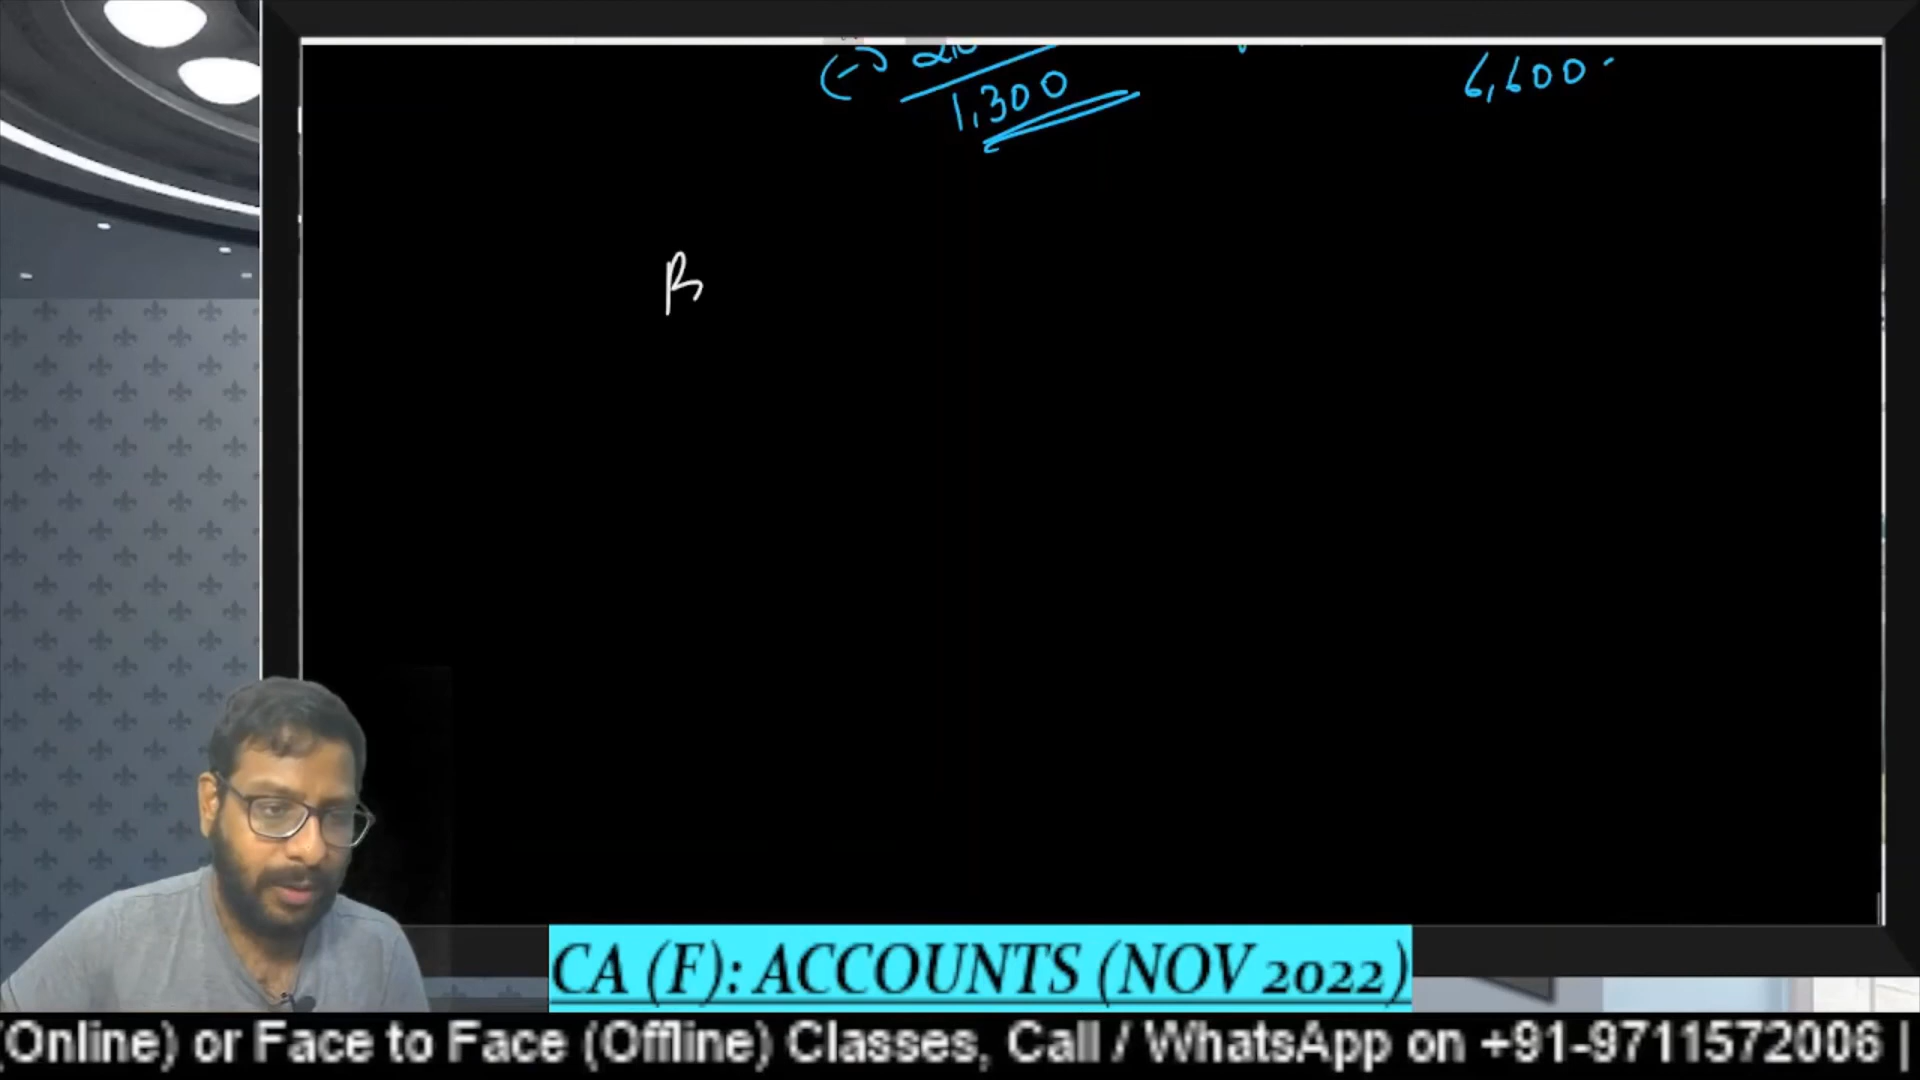 (-)
1,300
6,600
B
CA (F): ACCOUNTS (NOV 2022)
(Online) or Face to Face (Offline) Classes, Call / WhatsApp on +91-9711572006 |